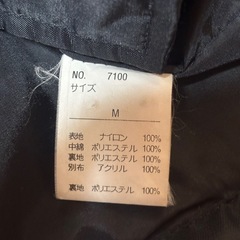 NO. 7100
サイズ
M
表地 ナイロン 100%
中綿 ポリエステル 100%
裏地 ポリエステル 100%
別布 アクリル 100%
裏地 ポリエステル 100%